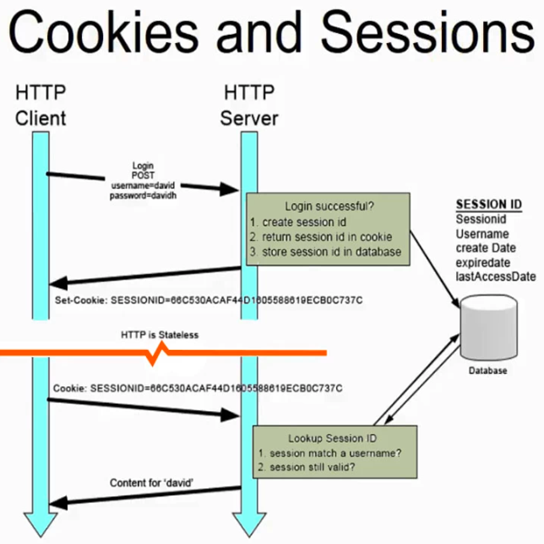 Cookies and Sessions
HTTP
Client
HTTP
Server
Login
POST
username=david
password=davidh
Login successful?
1. create session id
2. return session id in cookie
3. store session id in database
SESSION ID
Sessionid
Username
create Date
expiredate
lastAccessDate
Set-Cookie: SESSIONID=66C530ACAF44D1605588619ECB0C737C
Database
HTTP is Stateless
Cookie: SESSIONID=66C530ACAF44D1605588619ECB0C737C
Lookup Session ID
1. session match a username?
2. session still valid?
Content for 'david'